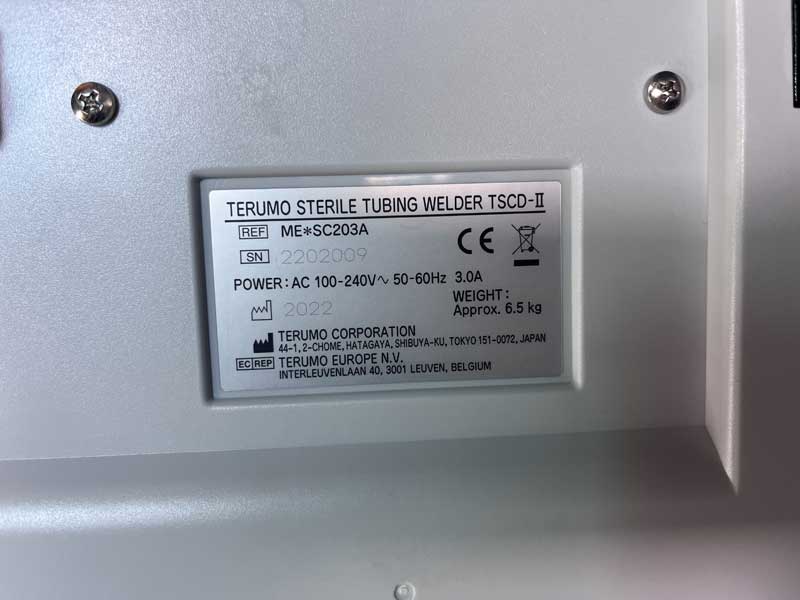 TERUMO STERILE TUBING WELDER TSCD-II
REF ME*SC203A
CE
SN 2202009
POWER: AC 100-240V~ 50-60Hz 3.0A
2022
WEIGHT:
Approx. 6.5 kg
TERUMO CORPORATION
44-1, 2-CHOME, HATAGAYA, SHIBUYA-KU, TOKYO 151-0072, JAPAN
EC REP TERUMO EUROPE N.V.
INTERLEUVENLAAN 40, 3001 LEUVEN, BELGIUM